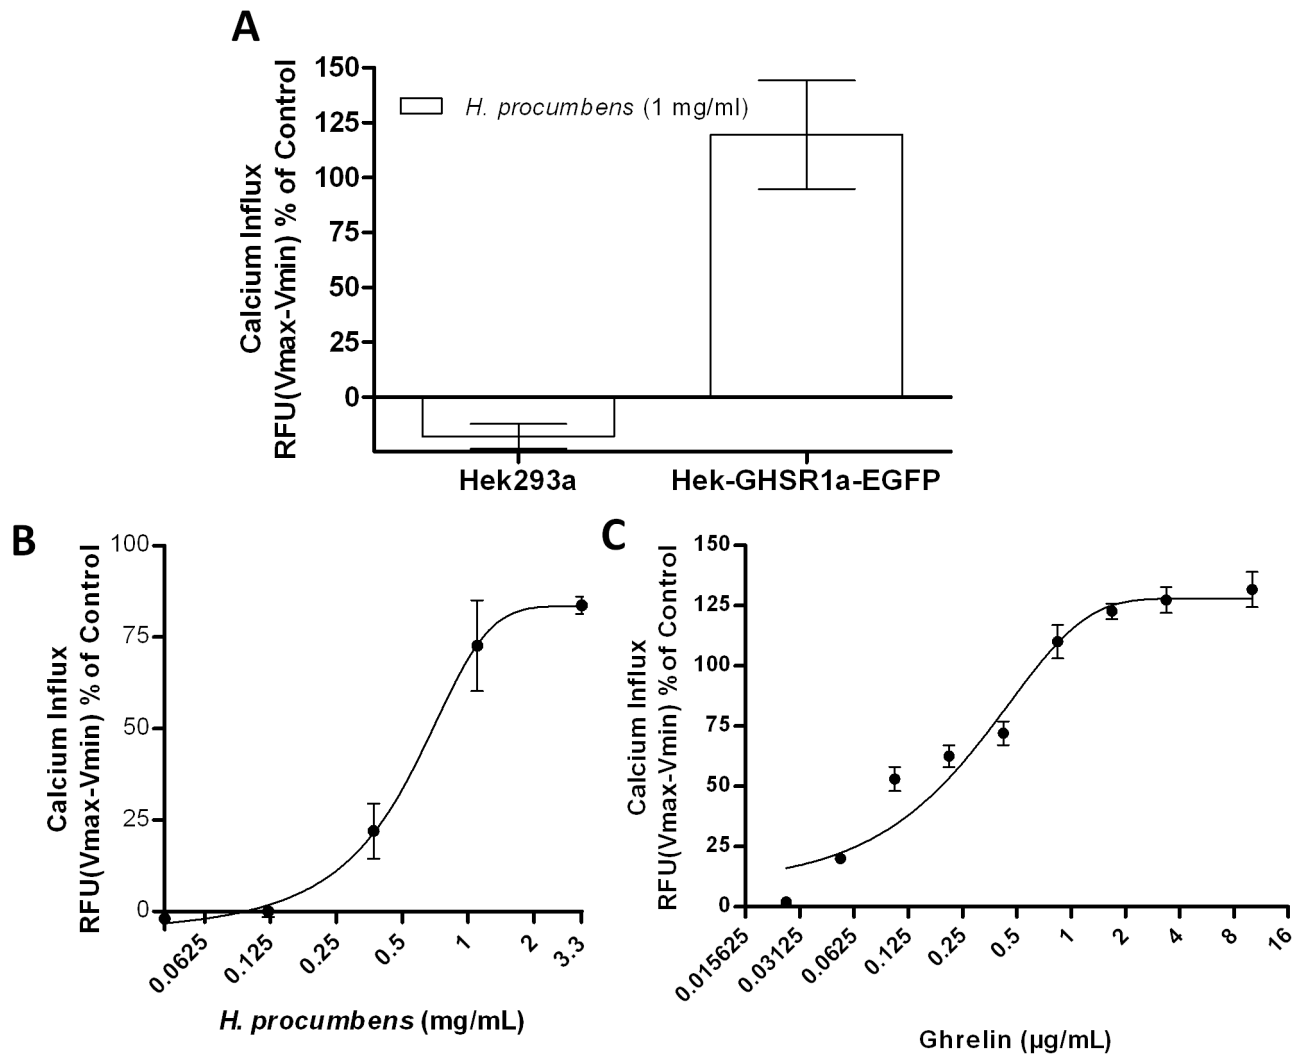 A
Calcium Influx
RFU(Vmax-Vmin) % of Control
150
125
100
75
50
25
0
H. procumbens (1 mg/ml)
Hek293a
Hek-GHSR1a-EGFP
B
Calcium Influx
RFU(Vmax-Vmin) % of Control
100
75
50
25
0
0.0625
0.125
0.25
0.5
1
2
3.3
H. procumbens (mg/mL)
C
Calcium Influx
RFU(Vmax-Vmin) % of Control
150
125
100
75
50
25
0
0.015625
0.03125
0.0625
0.125
0.25
0.5
1
2
4
8
16
Ghrelin (µg/mL)